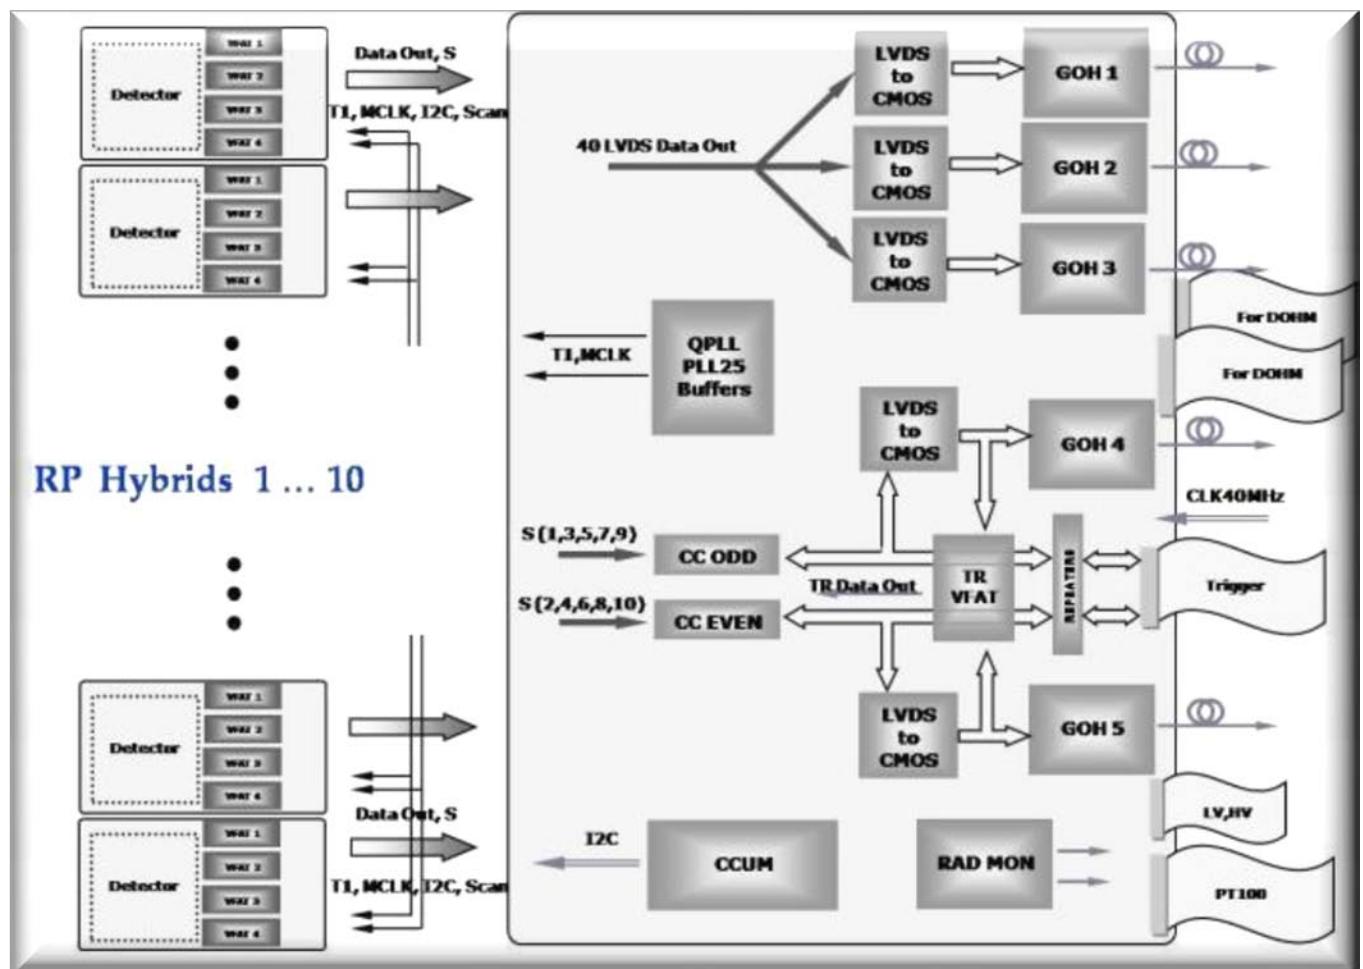 Detector
VFAT 1
VFAT 2
VFAT 3
VFAT 4
Data Out, S
T1, MCLK, I2C, Scan
Detector
VFAT 1
VFAT 2
VFAT 3
VFAT 4
RP Hybrids 1 ... 10
Detector
VFAT 1
VFAT 2
VFAT 3
VFAT 4
Data Out, S
Detector
VFAT 1
VFAT 2
VFAT 3
VFAT 4
T1, MCLK, I2C, Scan
40 LVDS Data Out
LVDS
to
CMOS
GOH 1
LVDS
to
CMOS
GOH 2
LVDS
to
CMOS
GOH 3
For DOHM
For DOHM
T1,MCLK
QPLL
PLL25
Buffers
LVDS
to
CMOS
GOH 4
CLK40MHz
S (1,3,5,7,9)
CC ODD
TR Data Out
S (2,4,6,8,10)
CC EVEN
TR
VFAT
REPEATERS
Trigger
LVDS
to
CMOS
GOH 5
LV,HV
I2C
CCUM
RAD MON
PT100